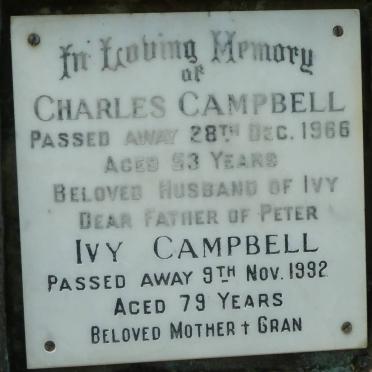 In Loving Memory
of
CHARLES CAMPBELL
PASSED AWAY 28TH DEC. 1966
AGED 53 YEARS
BELOVED HUSBAND OF IVY
DEAR FATHER OF PETER
IVY CAMPBELL
PASSED AWAY 9TH NOV. 1992
AGED 79 YEARS
BELOVED MOTHER + GRAN